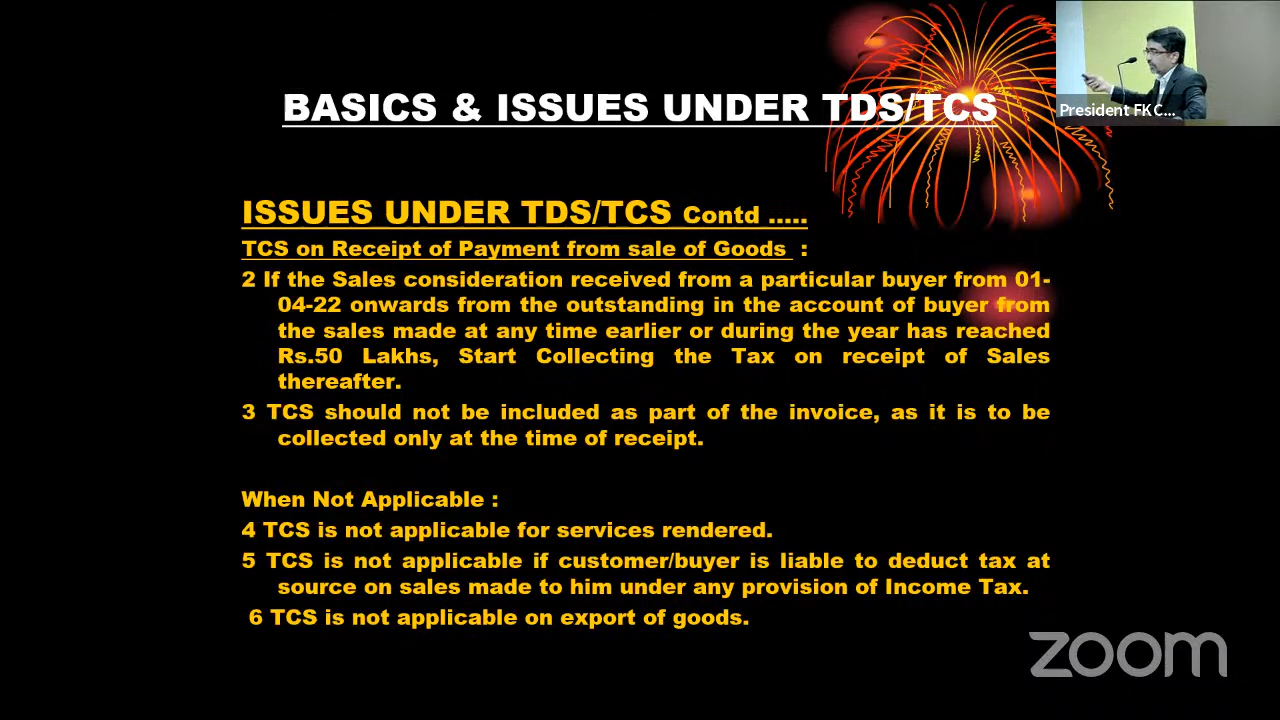 President FKC...
BASICS & ISSUES UNDER TDS/TCS
ISSUES UNDER TDS/TCS Contd .....
TCS on Receipt of Payment from sale of Goods :
2 If the Sales consideration received from a particular buyer from 01-
04-22 onwards from the outstanding in the account of buyer from
the sales made at any time earlier or during the year has reached
Rs.50 Lakhs, Start Collecting the Tax on receipt of Sales
thereafter.
3 TCS should not be included as part of the invoice, as it is to be
collected only at the time of receipt.
When Not Applicable :
4 TCS is not applicable for services rendered.
5 TCS is not applicable if customer/buyer is liable to deduct tax at
source on sales made to him under any provision of Income Tax.
6 TCS is not applicable on export of goods.
zoom